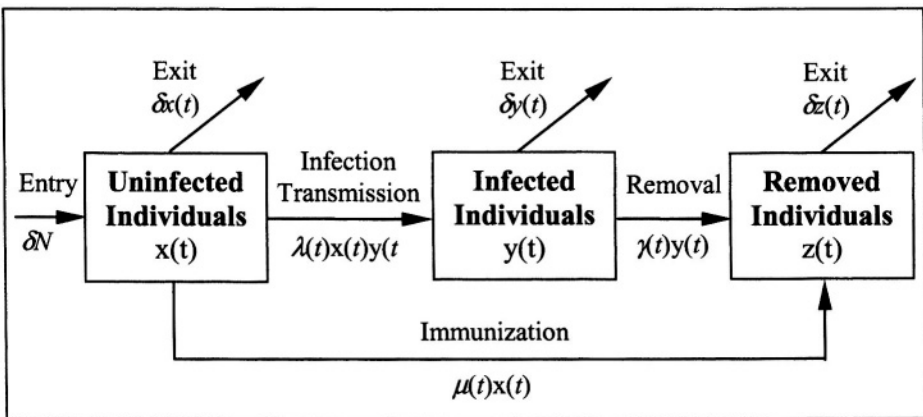 Exit
δx(t)
Exit
δy(t)
Exit
δz(t)
Entry
δN
Uninfected
Individuals
x(t)
Infection
Transmission
λ(t)x(t)y(t
Infected
Individuals
y(t)
Removal
γ(t)y(t)
Removed
Individuals
z(t)
Immunization
μ(t)x(t)